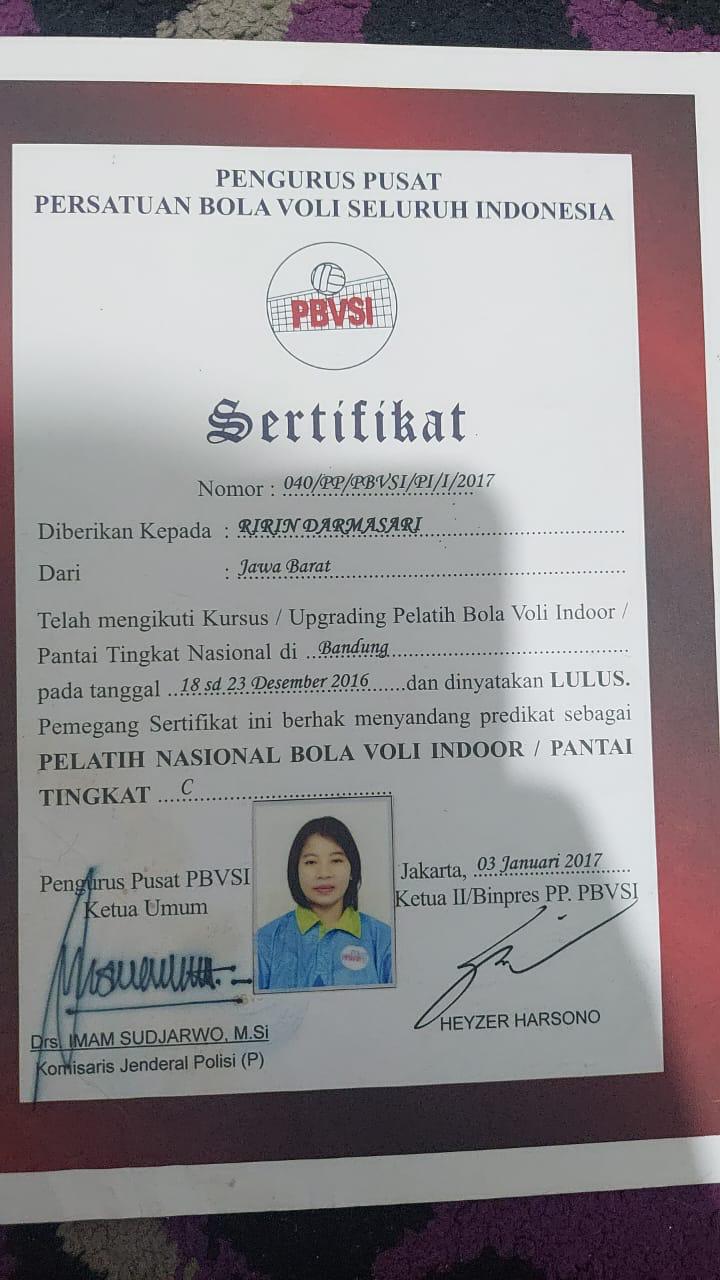 PENGURUS PUSAT
PERSATUAN BOLA VOLI SELURUH INDONESIA
PBVSI
Sertifikat
Nomor : 040/PP/PBVSI/PI/I/2017
Diberikan Kepada : RIRIN DARMASARI
Dari : Jawa Barat
Telah mengikuti Kursus / Upgrading Pelatih Bola Voli Indoor /
Pantai Tingkat Nasional di Bandung
pada tanggal 18 sd 23 Desember 2016 dan dinyatakan LULUS.
Pemegang Sertifikat ini berhak menyandang predikat sebagai
PELATIH NASIONAL BOLA VOLI INDOOR / PANTAI
TINGKAT C
Pengurus Pusat PBVSI
Ketua Umum
Drs. IMAM SUDJARWO, M.Si
Komisaris Jenderal Polisi (P)
Jakarta, 03 Januari 2017
Ketua II/Binpres PP. PBVSI
HEYZER HARSONO